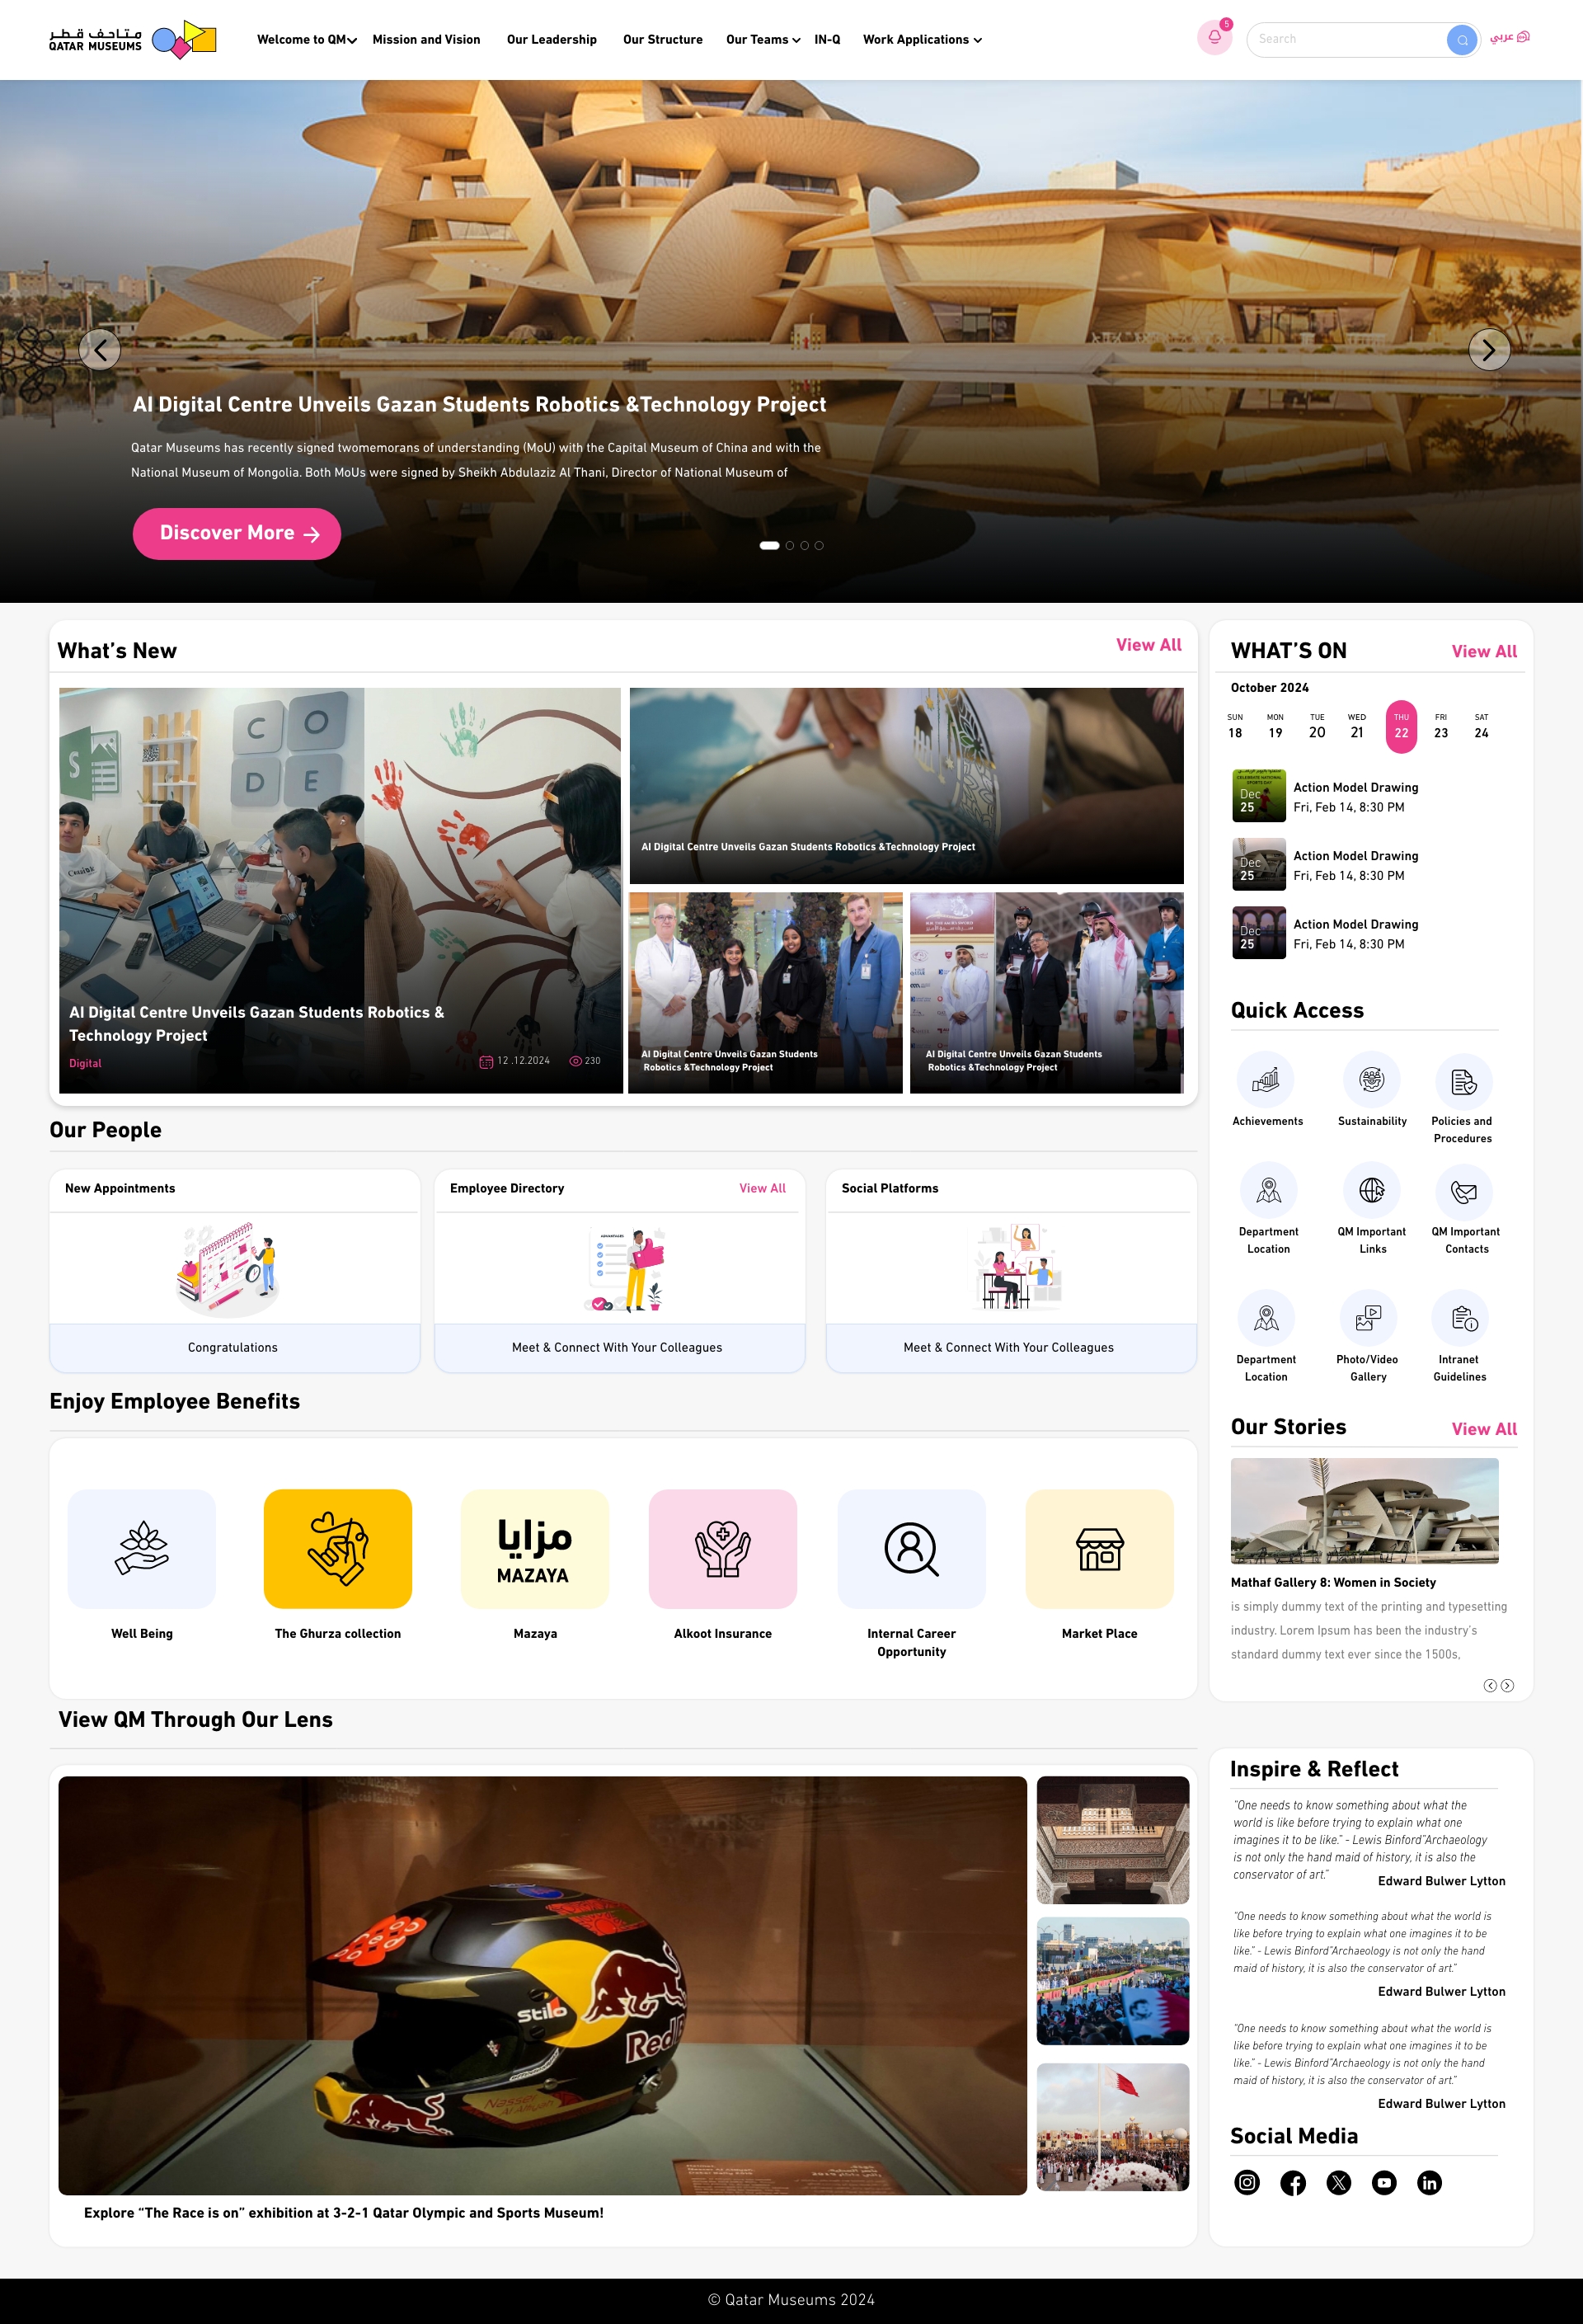 متاحف قطر
QATAR MUSEUMS
Welcome to QM
Mission and Vision
Our Leadership
Our Structure
Our Teams
IN-Q
Work Applications
5
Search
عربي
AI Digital Centre Unveils Gazan Students Robotics &Technology Project
Qatar Museums has recently signed twomemorans of understanding (MoU) with the Capital Museum of China and with the
National Museum of Mongolia. Both MoUs were signed by Sheikh Abdulaziz Al Thani, Director of National Museum of
Discover More
What's New
View All
S
CO
DE
AI Digital Centre Unveils Gazan Students Robotics &
Technology Project
Digital
12 .12.2024
230
AI Digital Centre Unveils Gazan Students Robotics &Technology Project
AI Digital Centre Unveils Gazan Students
Robotics &Technology Project
AI Digital Centre Unveils Gazan Students
Robotics &Technology Project
WHAT'S ON
View All
October 2024
SUN MON TUE WED THU FRI SAT
18 19 20 21 22 23 24
CELEBRATE NATIONAL
SPORTS DAY
Dec
25
Action Model Drawing
Fri, Feb 14, 8:30 PM
Dec
25
Action Model Drawing
Fri, Feb 14, 8:30 PM
Dec
25
Action Model Drawing
Fri, Feb 14, 8:30 PM
Quick Access
Achievements
Sustainability
Policies and
Procedures
Department
Location
QM Important
Links
QM Important
Contacts
Department
Location
Photo/Video
Gallery
Intranet
Guidelines
Our Stories
View All
Mathaf Gallery 8: Women in Society
is simply dummy text of the printing and typesetting
industry. Lorem Ipsum has been the industry's
standard dummy text ever since the 1500s,
Our People
New Appointments
Congratulations
Employee Directory
View All
ADVANTAGES
Meet & Connect With Your Colleagues
Social Platforms
Meet & Connect With Your Colleagues
Enjoy Employee Benefits
Well Being
The Ghurza collection
مزايا
MAZAYA
Mazaya
Alkoot Insurance
Internal Career
Opportunity
Market Place
View QM Through Our Lens
Stilo
Red B
Nasser
Explore “The Race is on” exhibition at 3-2-1 Qatar Olympic and Sports Museum!
Inspire & Reflect
"One needs to know something about what the
world is like before trying to explain what one
imagines it to be like." - Lewis Binford"Archaeology
is not only the hand maid of history, it is also the
conservator of art."
Edward Bulwer Lytton
"One needs to know something about what the world is
like before trying to explain what one imagines it to be
like." - Lewis Binford"Archaeology is not only the hand
maid of history, it is also the conservator of art."
Edward Bulwer Lytton
"One needs to know something about what the world is
like before trying to explain what one imagines it to be
like." - Lewis Binford"Archaeology is not only the hand
maid of history, it is also the conservator of art."
Edward Bulwer Lytton
Social Media
© Qatar Museums 2024